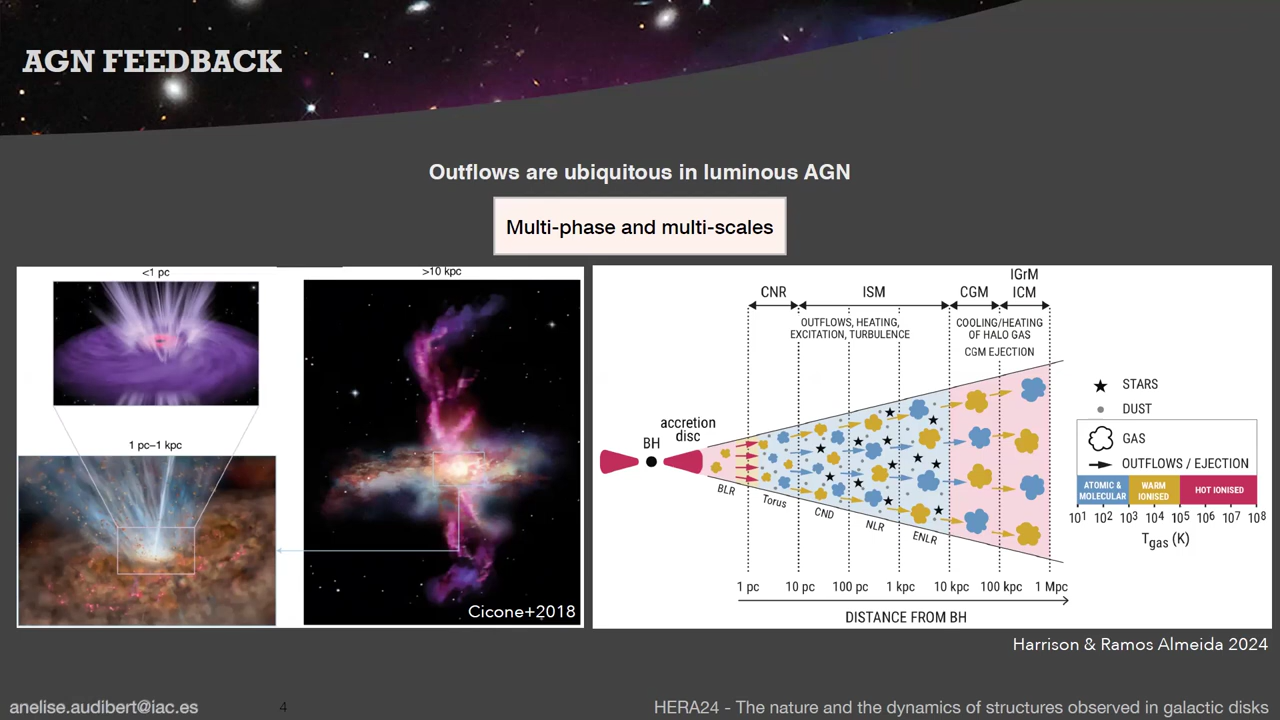 AGN FEEDBACK
Outflows are ubiquitous in luminous AGN
Multi-phase and multi-scales
<1 pc
>10 kpc
1 pc–1 kpc
Cicone+2018
IGrM
CNR ISM CGM ICM
OUTFLOWS, HEATING,
EXCITATION, TURBULENCE
COOLING/HEATING
OF HALO GAS
CGM EJECTION
accretion
disc
BH
BLR
Torus
CND
NLR
ENLR
STARS
DUST
GAS
OUTFLOWS / EJECTION
ATOMIC &
MOLECULAR
WARM
IONISED
HOT IONISED
10¹ 10² 10³ 10⁴ 10⁵ 10⁶ 10⁷ 10⁸
Tgas (K)
1 pc 10 pc 100 pc 1 kpc 10 kpc 100 kpc 1 Mpc
DISTANCE FROM BH
Harrison & Ramos Almeida 2024
anelise.audibert@iac.es
4
HERA24 - The nature and the dynamics of structures observed in galactic disks